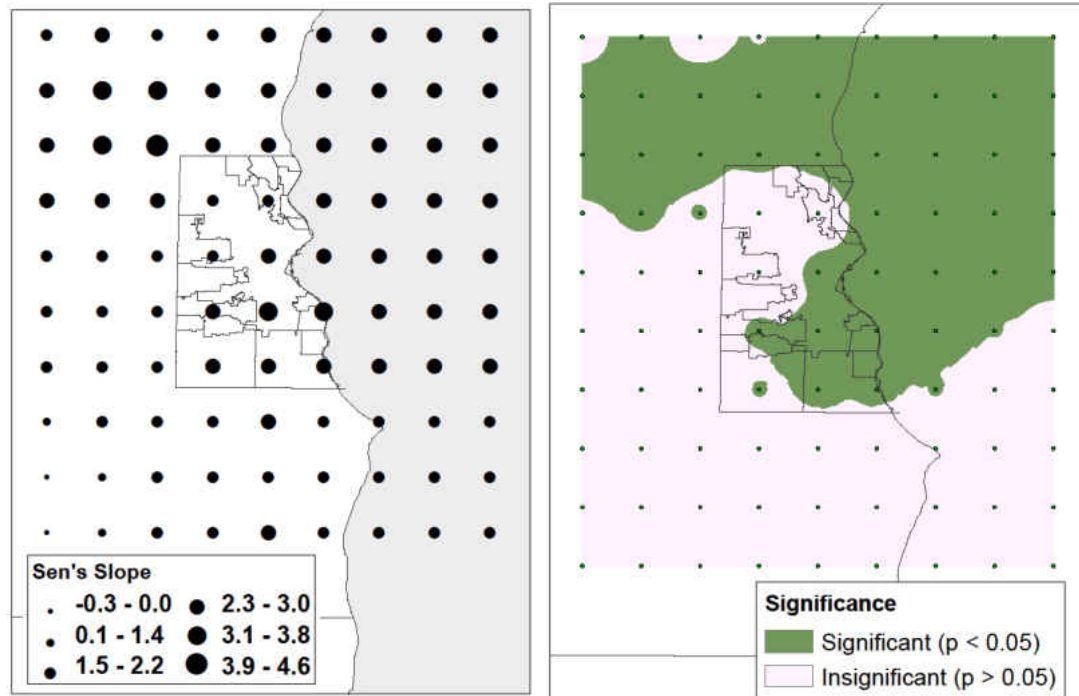 Sen's Slope
-0.3 - 0.0 2.3 - 3.0
0.1 - 1.4 3.1 - 3.8
1.5 - 2.2 3.9 - 4.6
Significance
Significant (p < 0.05)
Insignificant (p > 0.05)